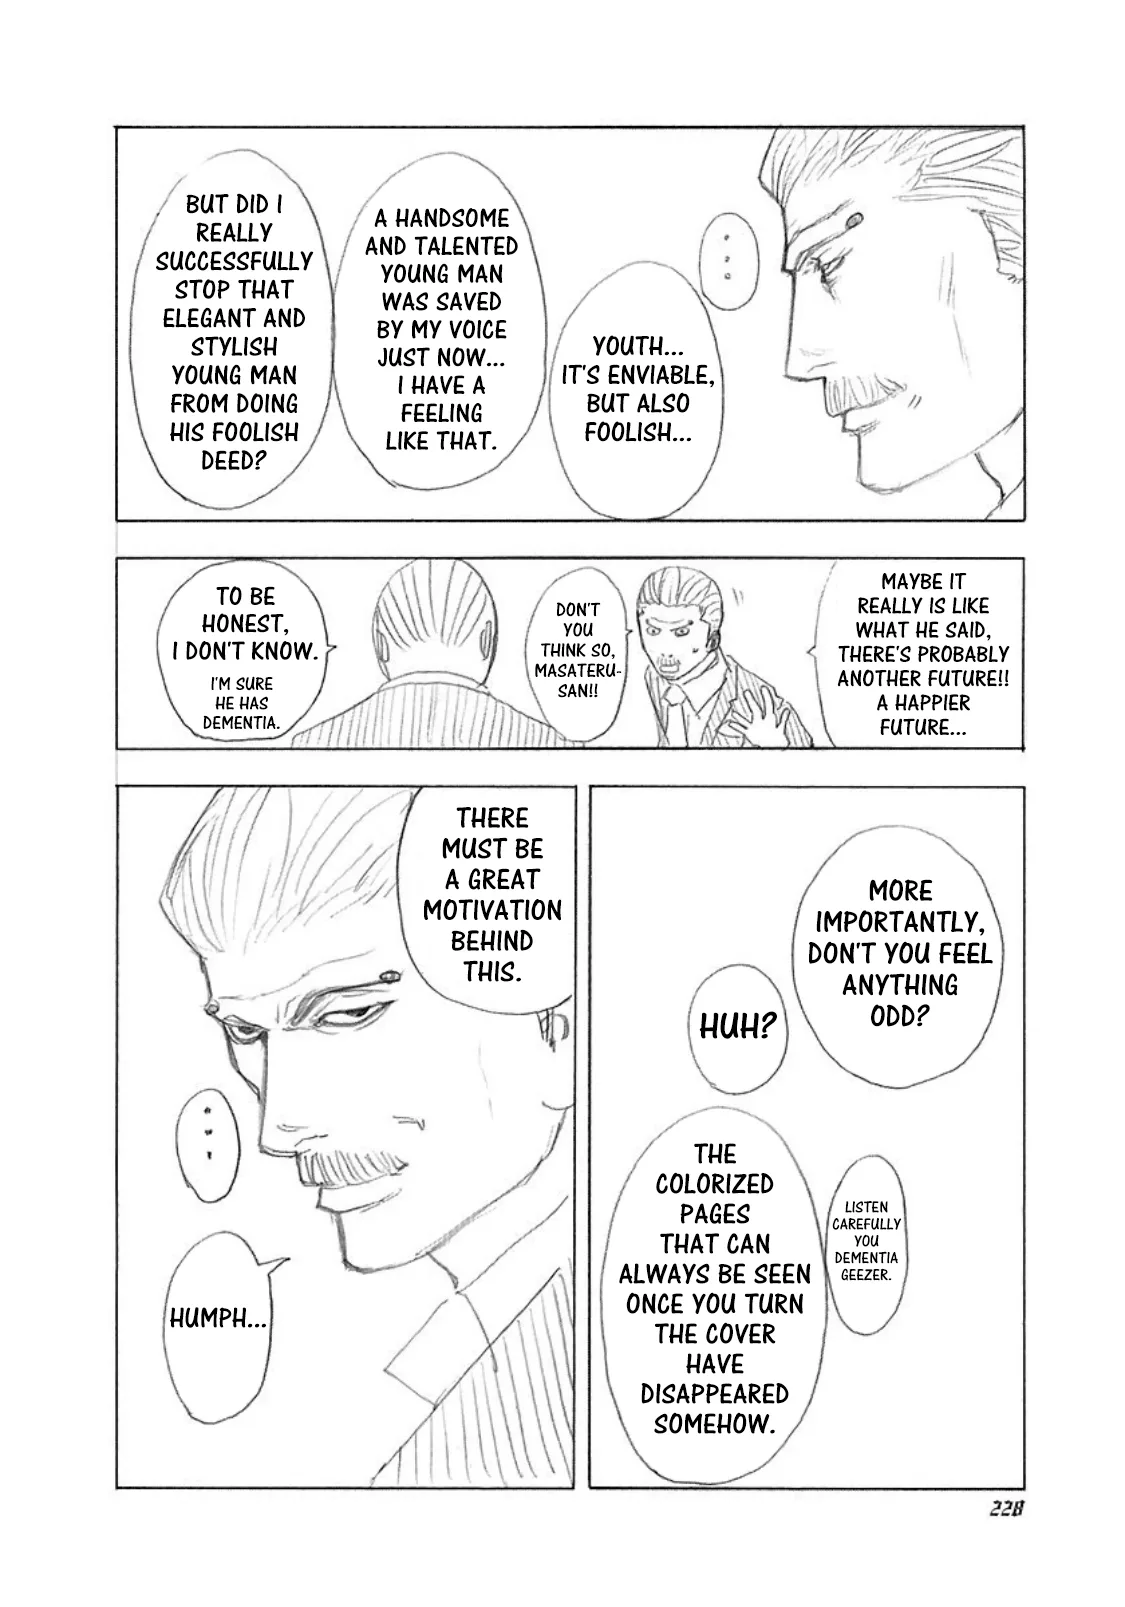 ...
YOUTH...
IT'S ENVIABLE,
BUT ALSO
FOOLISH...
A HANDSOME
AND TALENTED
YOUNG MAN
WAS SAVED
BY MY VOICE
JUST NOW...
I HAVE A
FEELING
LIKE THAT.
BUT DID I
REALLY
SUCCESSFULLY
STOP THAT
ELEGANT AND
STYLISH
YOUNG MAN
FROM DOING
HIS FOOLISH
DEED?
MAYBE IT
REALLY IS LIKE
WHAT HE SAID,
THERE'S PROBABLY
ANOTHER FUTURE!!
A HAPPIER
FUTURE...
DON'T
YOU
THINK SO,
MASATERU-
SAN!!
TO BE
HONEST,
I DON'T KNOW.
I'M SURE
HE HAS
DEMENTIA.
MORE
IMPORTANTLY,
DON'T YOU FEEL
ANYTHING
ODD?
HUH?
LISTEN
CAREFULLY
YOU
DEMENTIA
GEEZER.
THE
COLORIZED
PAGES
THAT CAN
ALWAYS BE SEEN
ONCE YOU TURN
THE COVER
HAVE
DISAPPEARED
SOMEHOW.
THERE
MUST BE
A GREAT
MOTIVATION
BEHIND
THIS.
...
HUMPH...
228